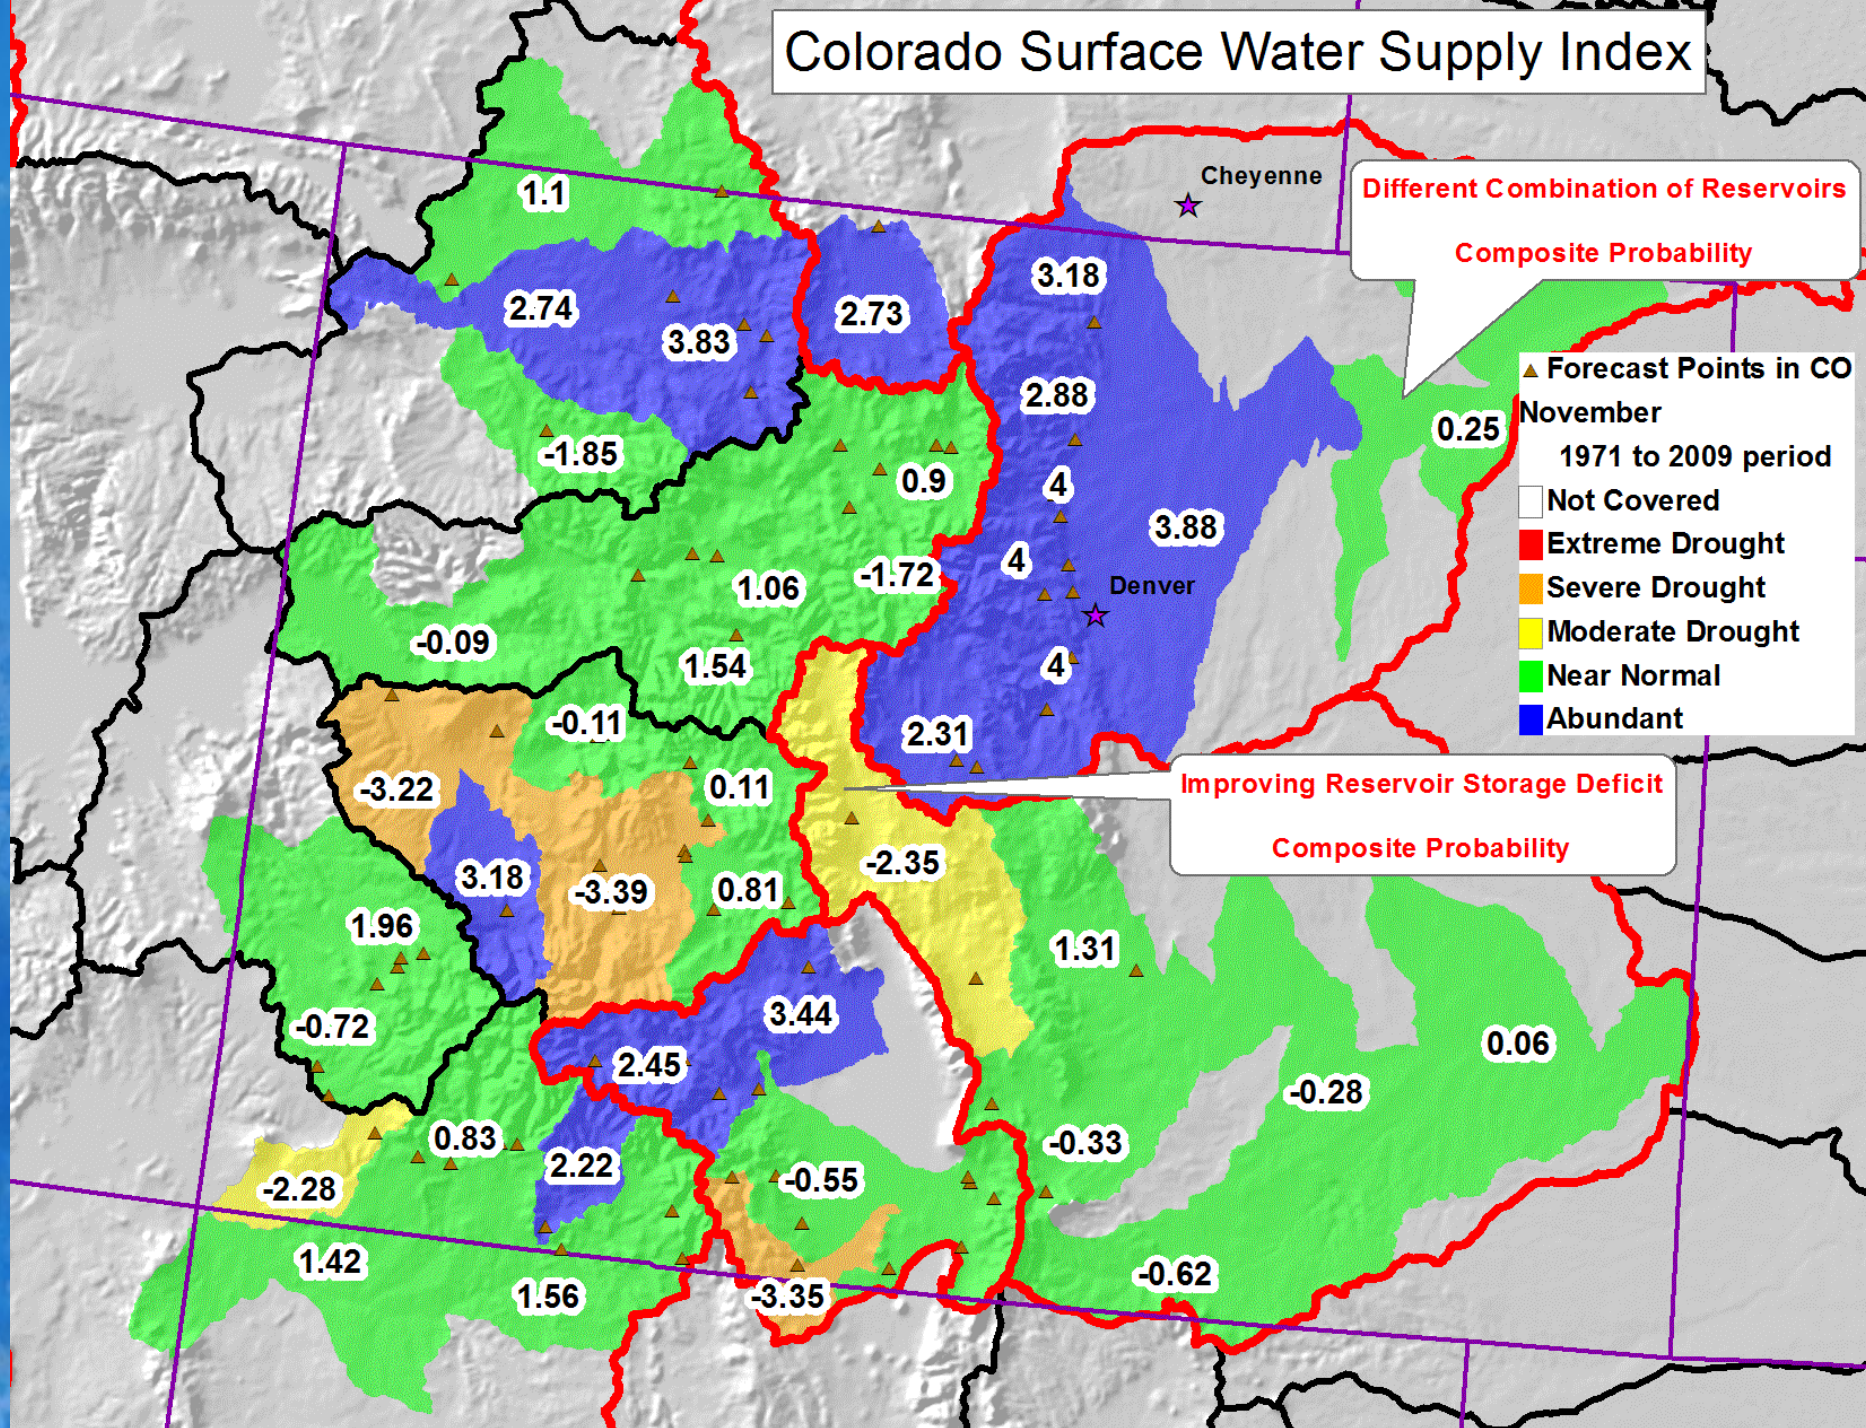 Colorado Surface Water Supply Index
Cheyenne
1.1
Different Combination of Reservoirs
Composite Probability
3.18
2.74
2.73
3.83
Forecast Points in CO
November
1971 to 2009 period
Not Covered
Extreme Drought
Severe Drought
Moderate Drought
Near Normal
Abundant
2.88
0.25
-1.85
0.9
4
3.88
4
-1.72
1.06
Denver
-0.09
1.54
4
-0.11
2.31
-3.22
0.11
Improving Reservoir Storage Deficit
Composite Probability
-2.35
3.18
-3.39
0.81
1.96
1.31
3.44
-0.72
0.06
2.45
-0.28
0.83
-0.33
2.22
-0.55
-2.28
1.42
-0.62
1.56
-3.35